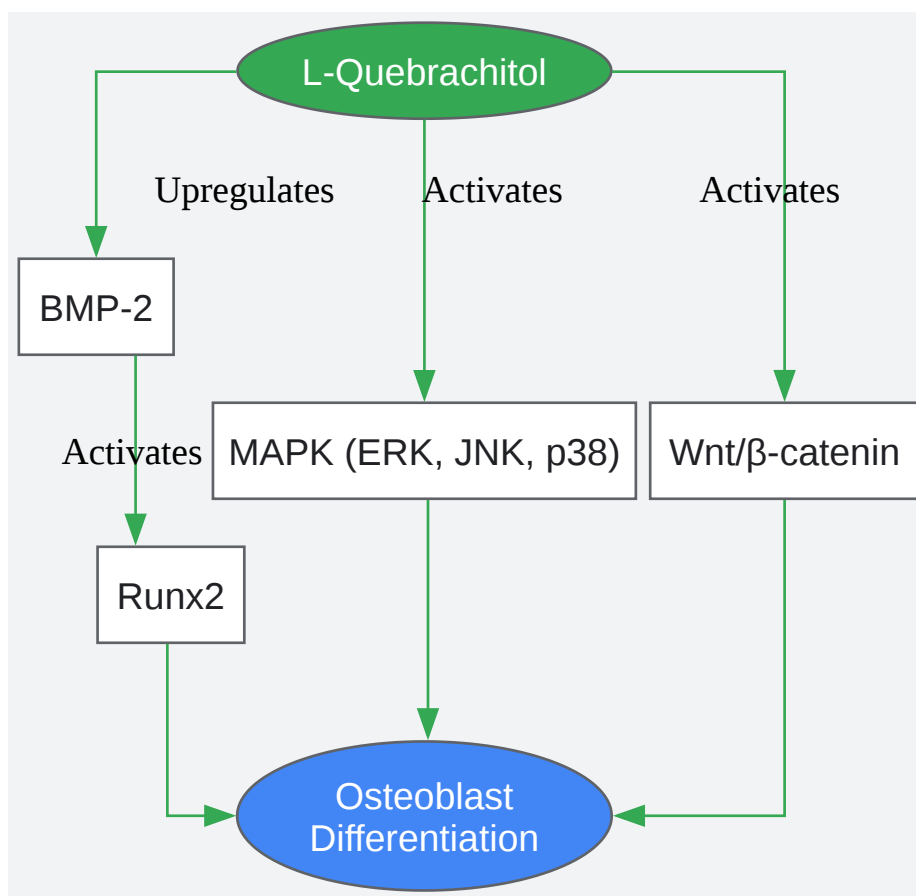 L-Quebrachitol
Upregulates
Activates
Activates
BMP-2
Activates
MAPK (ERK, JNK, p38)
Wnt/β-catenin
Runx2
Osteoblast
Differentiation